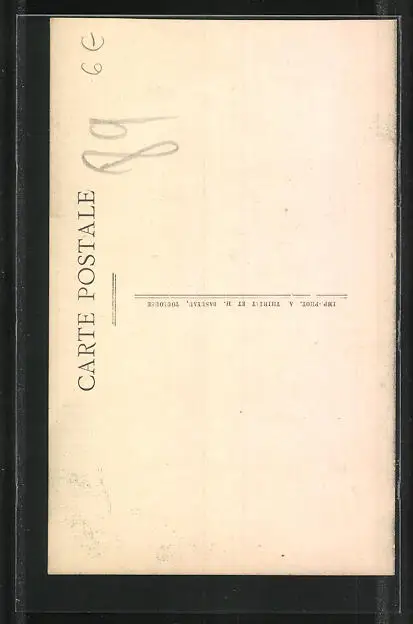 CARTE POSTALE
89
6 €
IMP.-PHOT. A THIRIAT ET H. BASUYAU, TOULOUSE